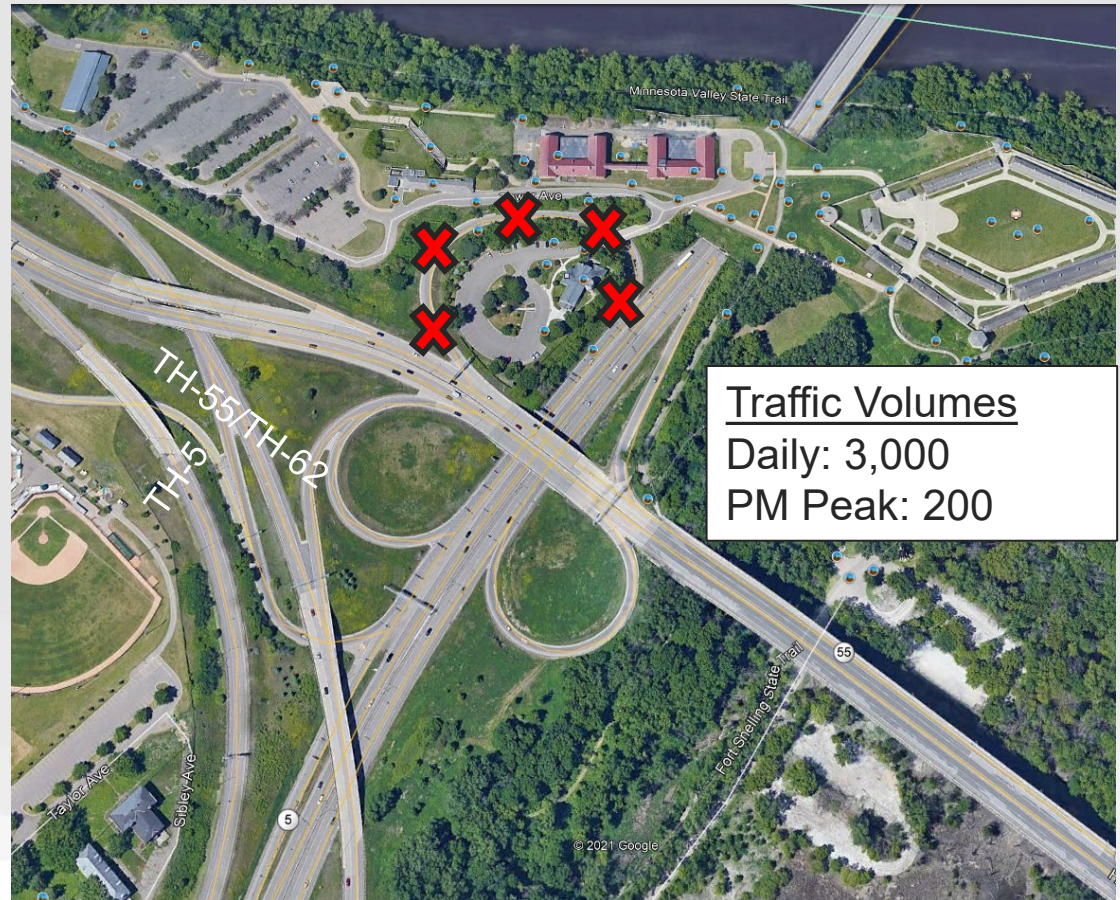 Minnesota Valley State Trail
Ave
TH-55/TH-62
TH-5
Traffic Volumes
Daily: 3,000
PM Peak: 200
55
Fort Snelling State Trail
Taylor Ave
Sibley Ave
5
© 2021 Google